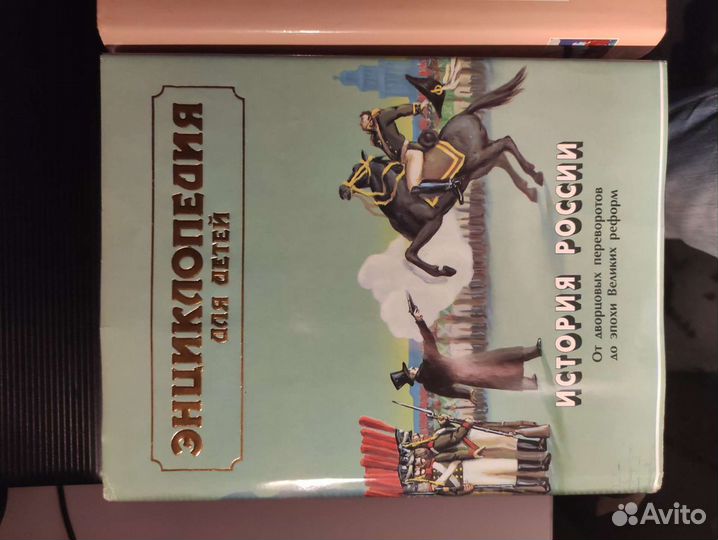 ЭНЦИКЛОПЕДИЯ
ДЛЯ ДЕТЕЙ
ИСТОРИЯ РОССИИ
От дворцовых переворотов
до эпохи Великих реформ
Avito